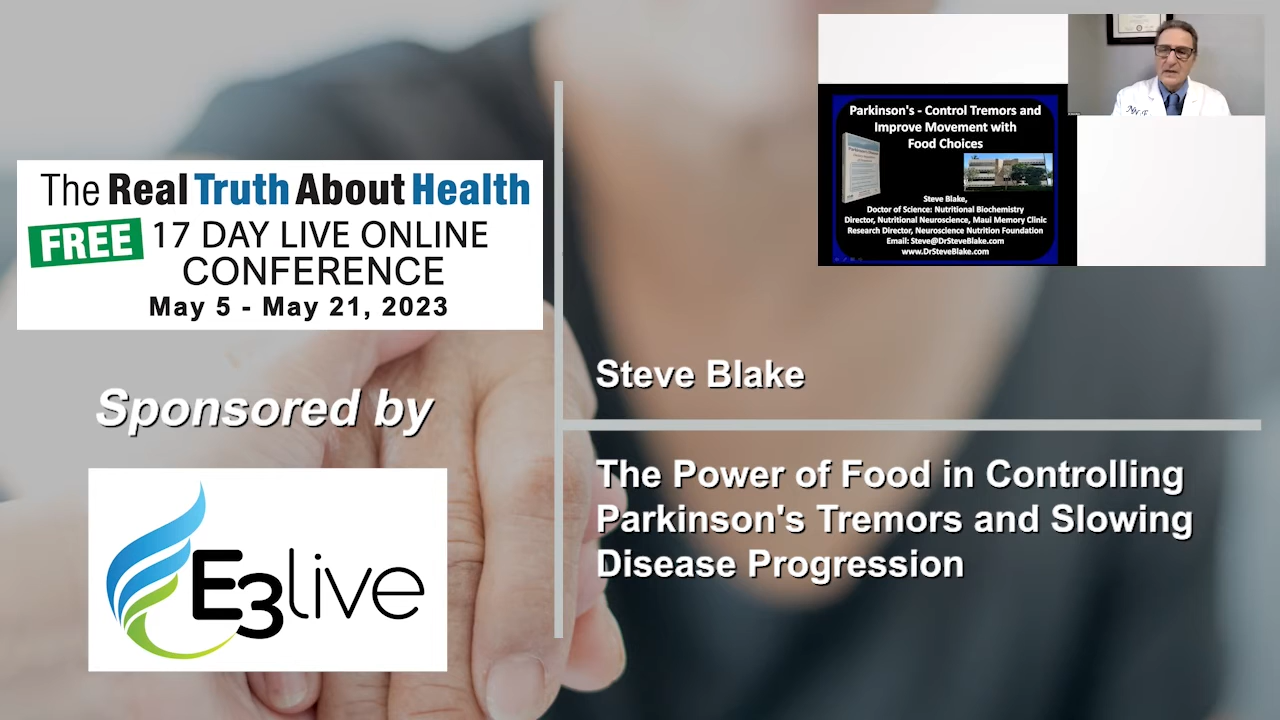 The Real Truth About Health
FREE 17 DAY LIVE ONLINE
CONFERENCE
May 5 - May 21, 2023
Sponsored by
E3live
Parkinson's - Control Tremors and
Improve Movement with
Food Choices
Steve Blake,
Doctor of Science: Nutritional Biochemistry
Director, Nutritional Neuroscience, Maui Memory Clinic
Research Director, Neuroscience Nutrition Foundation
Email: Steve@DrSteveBlake.com
www.DrSteveBlake.com
Steve Blake
The Power of Food in Controlling
Parkinson's Tremors and Slowing
Disease Progression